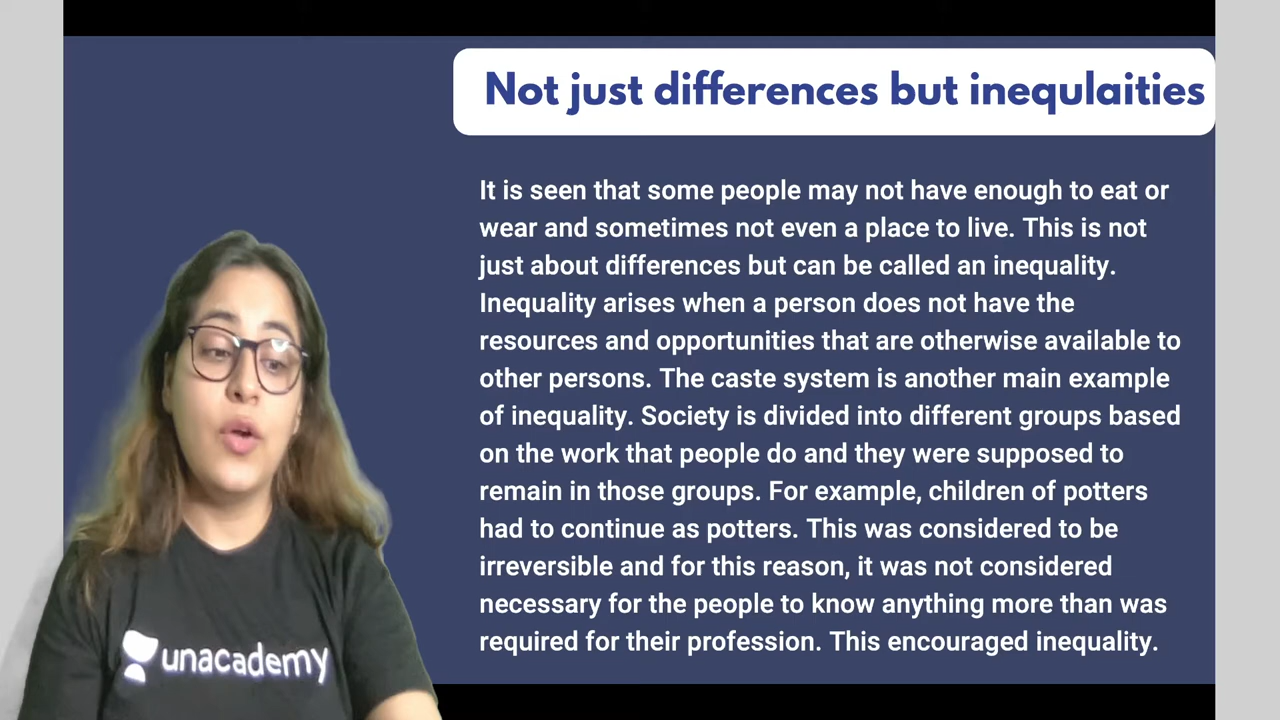 Not just differences but inequlaities
It is seen that some people may not have enough to eat or
wear and sometimes not even a place to live. This is not
just about differences but can be called an inequality.
Inequality arises when a person does not have the
resources and opportunities that are otherwise available to
other persons. The caste system is another main example
of inequality. Society is divided into different groups based
on the work that people do and they were supposed to
remain in those groups. For example, children of potters
had to continue as potters. This was considered to be
irreversible and for this reason, it was not considered
necessary for the people to know anything more than was
required for their profession. This encouraged inequality.
unacademy